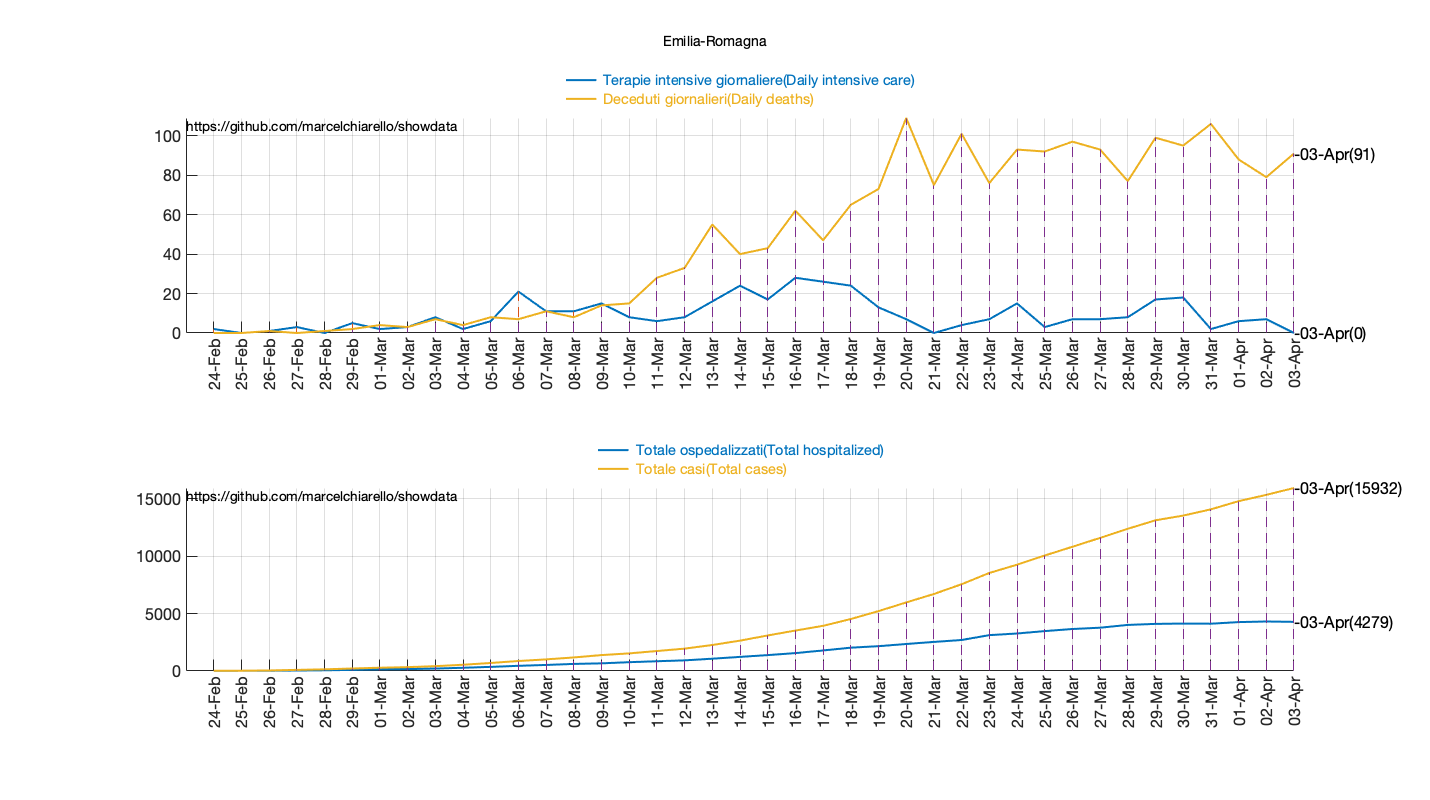 Emilia-Romagna
Terapie intensive giornaliere(Daily intensive care)
Deceduti giornalieri(Daily deaths)
https://github.com/marcelchiarello/showdata
100
80
60
40
20
0
-03-Apr(91)
-03-Apr(0)
24-Feb
25-Feb
26-Feb
27-Feb
28-Feb
29-Feb
01-Mar
02-Mar
03-Mar
04-Mar
05-Mar
06-Mar
07-Mar
08-Mar
09-Mar
10-Mar
11-Mar
12-Mar
13-Mar
14-Mar
15-Mar
16-Mar
17-Mar
18-Mar
19-Mar
20-Mar
21-Mar
22-Mar
23-Mar
24-Mar
25-Mar
26-Mar
27-Mar
28-Mar
29-Mar
30-Mar
31-Mar
01-Apr
02-Apr
03-Apr
Totale ospedalizzati(Total hospitalized)
Totale casi(Total cases)
https://github.com/marcelchiarello/showdata
15000
10000
5000
0
-03-Apr(15932)
-03-Apr(4279)
24-Feb
25-Feb
26-Feb
27-Feb
28-Feb
29-Feb
01-Mar
02-Mar
03-Mar
04-Mar
05-Mar
06-Mar
07-Mar
08-Mar
09-Mar
10-Mar
11-Mar
12-Mar
13-Mar
14-Mar
15-Mar
16-Mar
17-Mar
18-Mar
19-Mar
20-Mar
21-Mar
22-Mar
23-Mar
24-Mar
25-Mar
26-Mar
27-Mar
28-Mar
29-Mar
30-Mar
31-Mar
01-Apr
02-Apr
03-Apr